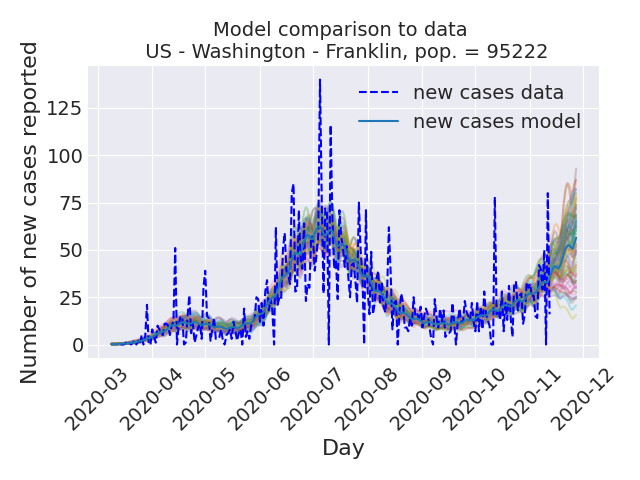 Model comparison to data
US - Washington - Franklin, pop. = 95222
Number of new cases reported
125
100
75
50
25
0
new cases data
new cases model
2020-03
2020-04
2020-05
2020-06
2020-07
2020-08
2020-09
2020-10
2020-11
2020-12
Day